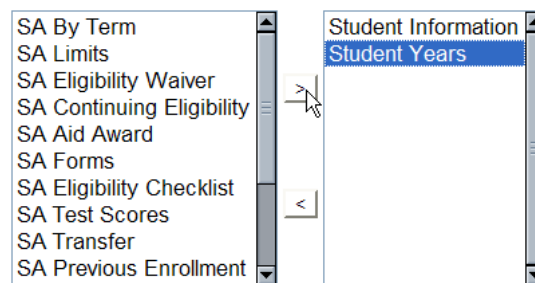 SA By Term
SA Limits
SA Eligibility Waiver
SA Continuing Eligibility
SA Aid Award
SA Forms
SA Eligibility Checklist
SA Test Scores
SA Transfer
SA Previous Enrollment
>
<
Student Information
Student Years